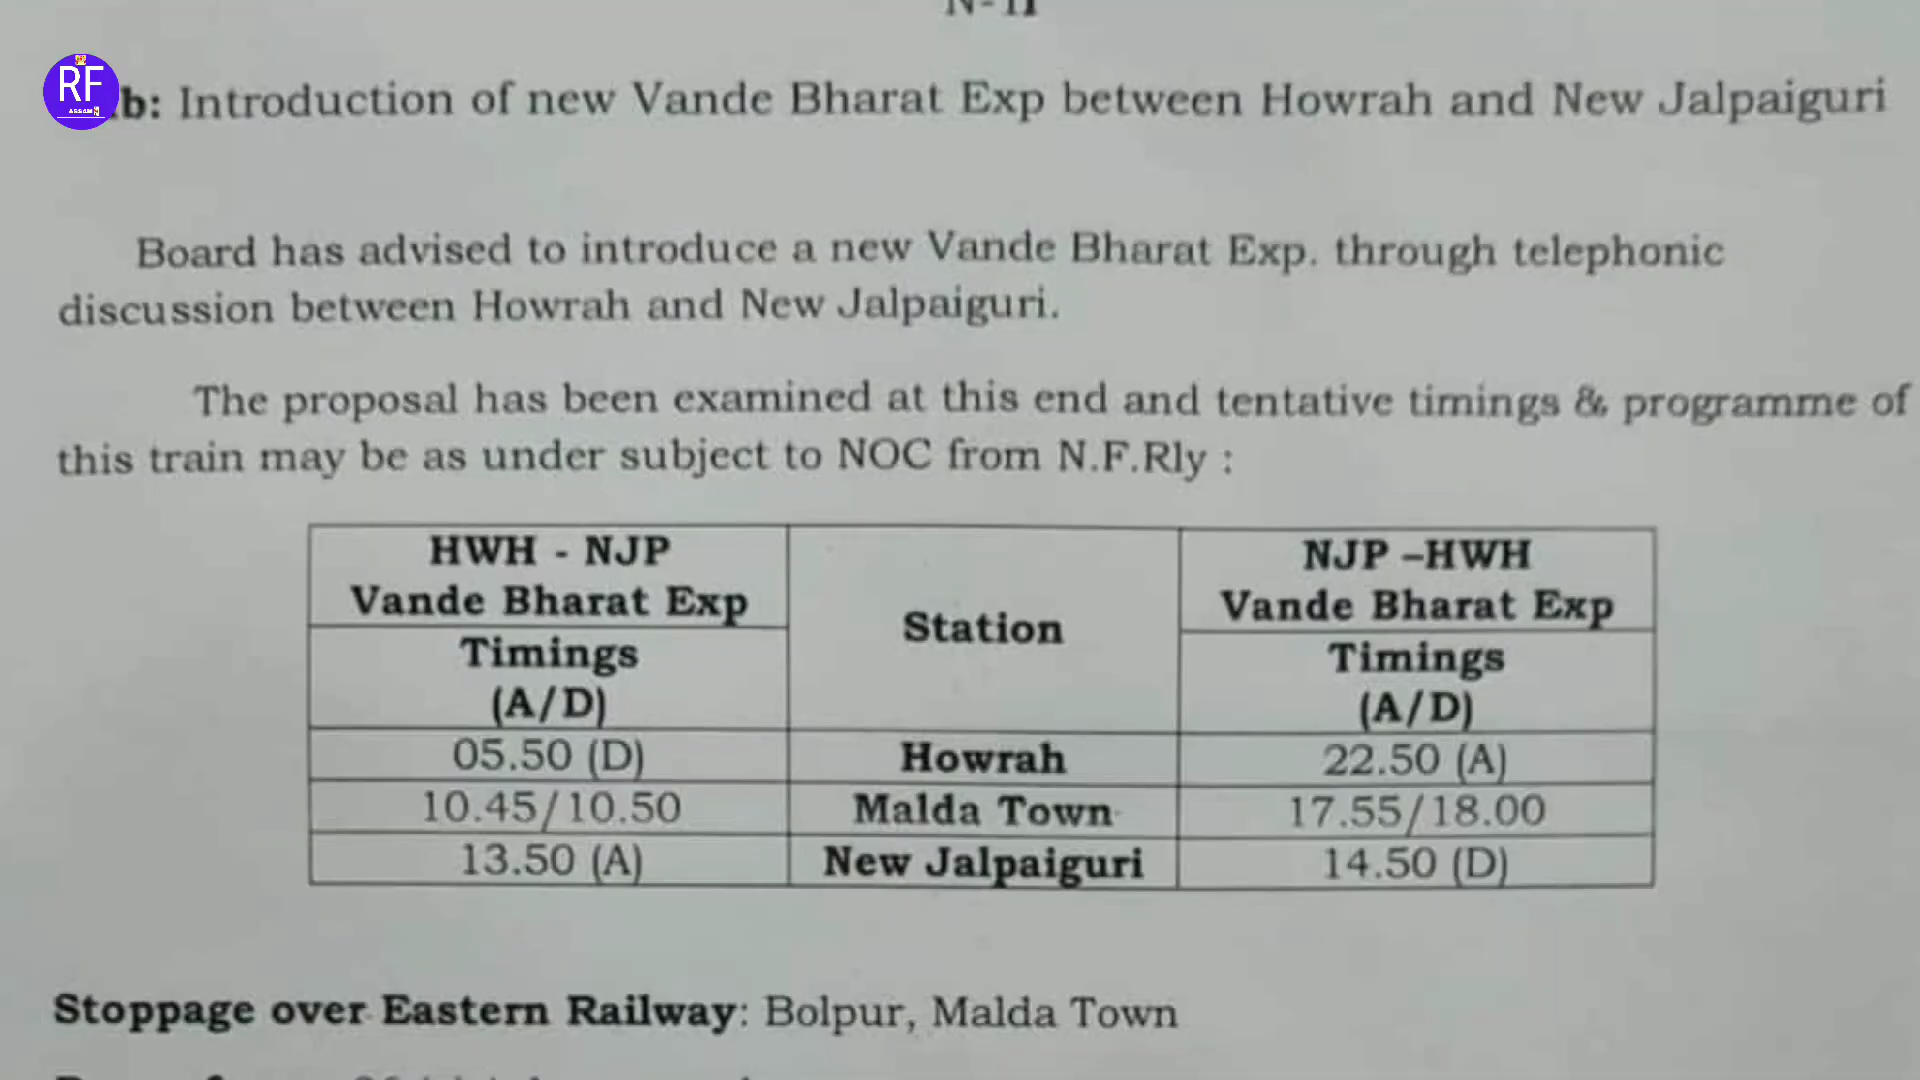 N-II
RF
ASSAM
b: Introduction of new Vande Bharat Exp between Howrah and New Jalpaiguri
Board has advised to introduce a new Vande Bharat Exp. through telephonic
discussion between Howrah and New Jalpaiguri.
The proposal has been examined at this end and tentative timings & programme of
this train may be as under subject to NOC from N.F.Rly :
HWH - NJP
Vande Bharat Exp
Timings
(A/D)
Station
NJP –HWH
Vande Bharat Exp
Timings
(A/D)
05.50 (D) Howrah 22.50 (A)
10.45/10.50 Malda Town 17.55/18.00
13.50 (A) New Jalpaiguri 14.50 (D)
Stoppage over Eastern Railway: Bolpur, Malda Town